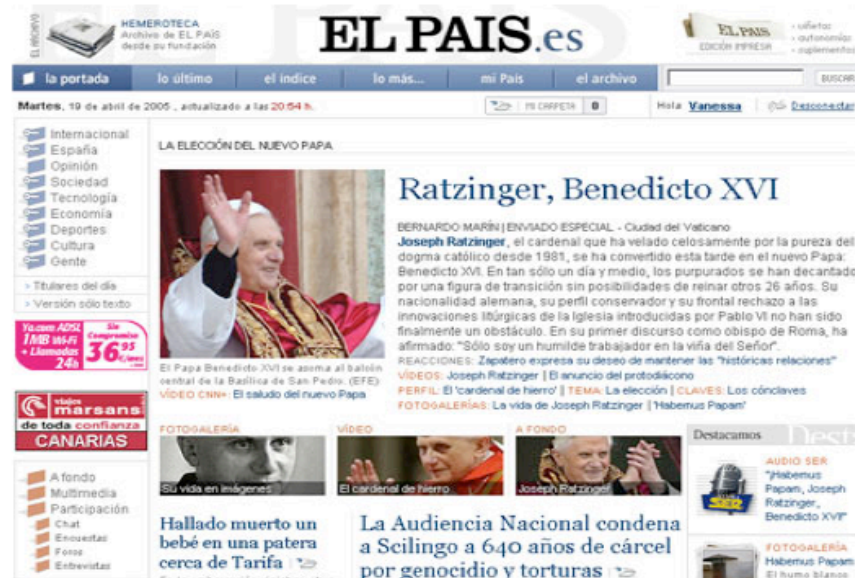 EL ARCHIVO
HEMEROTECA
Archivo de EL PAÍS
desde su fundación
EL PAIS.es
EL PAIS
EDICIÓN IMPRESA
› viñetas
› autonomías
› suplementos
la portada
lo último
el índice
lo más...
mi País
el archivo
BUSCAR
Martes, 19 de abril de 2005 , actualizado a las 20:54 h.
MI CARPETA 0
Hola Vanessa
Desconectar
Internacional
España
Opinión
Sociedad
Tecnología
Economía
Deportes
Cultura
Gente
› Titulares del día
› Versión sólo texto
Ya.com ADSL
1MB Wi-Fi
+ Llamadas
24h
Sin
Compromiso
36'95
€/mes
viajes
marsans
de toda confianza
CANARIAS
A fondo
Multimedia
Participación
Chat
Encuestas
Foros
Entrevistas
LA ELECCIÓN DEL NUEVO PAPA
El Papa Benedicto XVI se asoma al balcón
central de la Basílica de San Pedro. (EFE)
VÍDEO CNN+: El saludo del nuevo Papa
Ratzinger, Benedicto XVI
BERNARDO MARÍN | ENVIADO ESPECIAL - Ciudad del Vaticano
Joseph Ratzinger, el cardenal que ha velado celosamente por la pureza del
dogma católico desde 1981, se ha convertido esta tarde en el nuevo Papa:
Benedicto XVI. En tan sólo un día y medio, los purpurados se han decantado
por una figura de transición sin posibilidades de reinar otros 26 años. Su
nacionalidad alemana, su perfil conservador y su frontal rechazo a las
innovaciones litúrgicas de la Iglesia introducidas por Pablo VI no han sido
finalmente un obstáculo. En su primer discurso como obispo de Roma, ha
afirmado: "Sólo soy un humilde trabajador en la viña del Señor".
REACCIONES: Zapatero expresa su deseo de mantener las "históricas relaciones"
VÍDEOS: Joseph Ratzinger | El anuncio del protodiácono
PERFIL: El 'cardenal de hierro' | TEMA: La elección | CLAVES: Los cónclaves
FOTOGALERÍAS: La vida de Joseph Ratzinger | 'Habemus Papam'
FOTOGALERÍA
Su vida en imágenes
VÍDEO
El cardenal de hierro
A FONDO
Joseph Ratzinger
Destacamos
AUDIO SER
"¡Habemus
Papam, Joseph
Ratzinger,
Benedicto XVI"
SER
FOTOGALERÍA
Habemus Papam
El humo blanco
Hallado muerto un
bebé en una patera
cerca de Tarifa
La Audiencia Nacional condena
a Scilingo a 640 años de cárcel
por genocidio y torturas